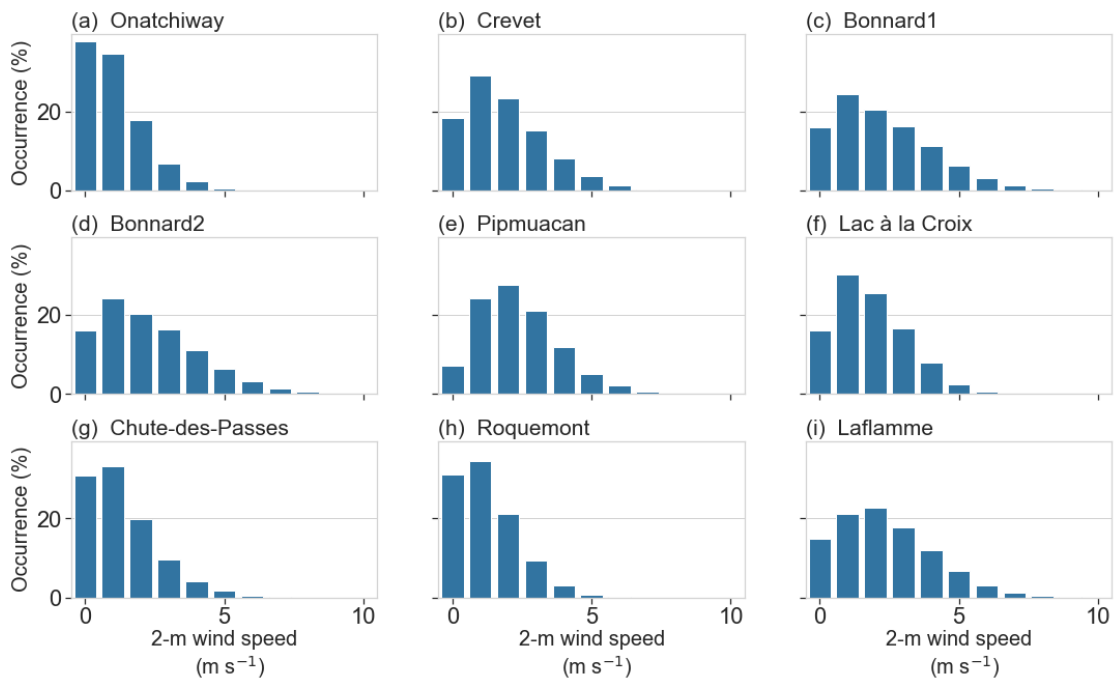 (a) Onatchiway
(b) Crevet
(c) Bonnard1
Occurrence (%)
20
0
(d) Bonnard2
(e) Pipmuacan
(f) Lac à la Croix
Occurrence (%)
20
0
(g) Chute-des-Passes
(h) Roquemont
(i) Laflamme
Occurrence (%)
20
0
0 5 10
0 5 10
0 5 10
2-m wind speed
(m s⁻¹)
2-m wind speed
(m s⁻¹)
2-m wind speed
(m s⁻¹)